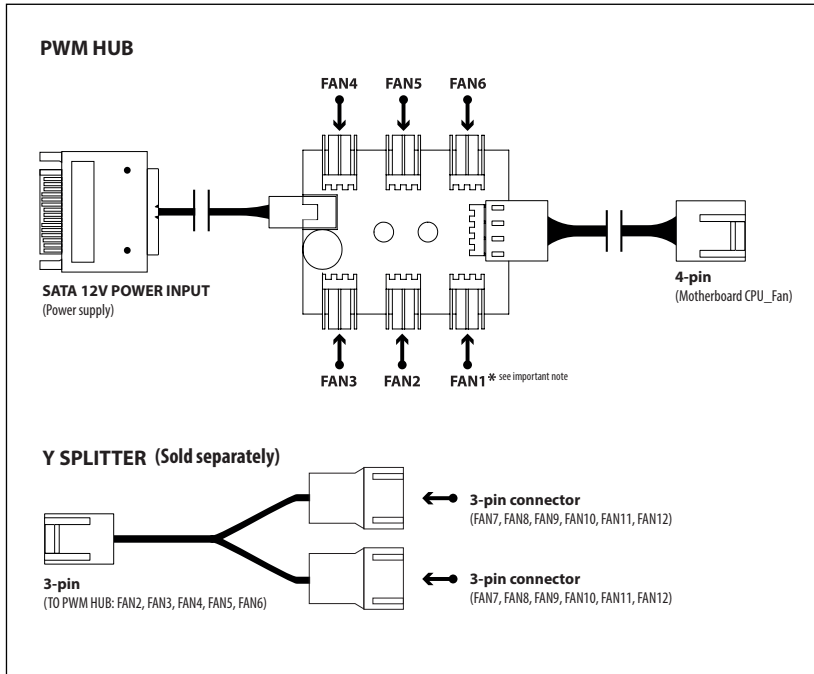 PWM HUB
FAN4 FAN5 FAN6
SATA 12V POWER INPUT
(Power supply)
4-pin
(Motherboard CPU_Fan)
FAN3 FAN2 FAN1* see important note
Y SPLITTER (Sold separately)
3-pin connector
(FAN7, FAN8, FAN9, FAN10, FAN11, FAN12)
3-pin
(TO PWM HUB: FAN2, FAN3, FAN4, FAN5, FAN6)
3-pin connector
(FAN7, FAN8, FAN9, FAN10, FAN11, FAN12)